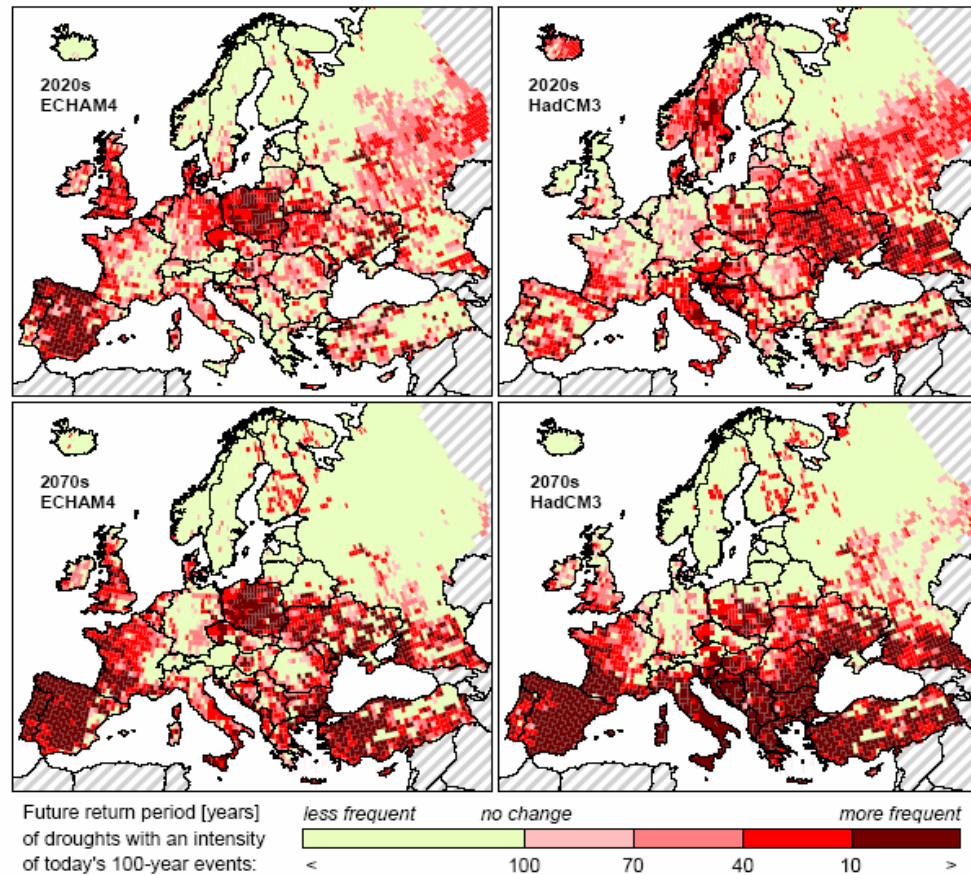 2020s
ECHAM4
2020s
HadCM3
2070s
ECHAM4
2070s
HadCM3
Future return period [years]
of droughts with an intensity
of today's 100-year events:
less frequent no change more frequent
< 100 70 40 10 >